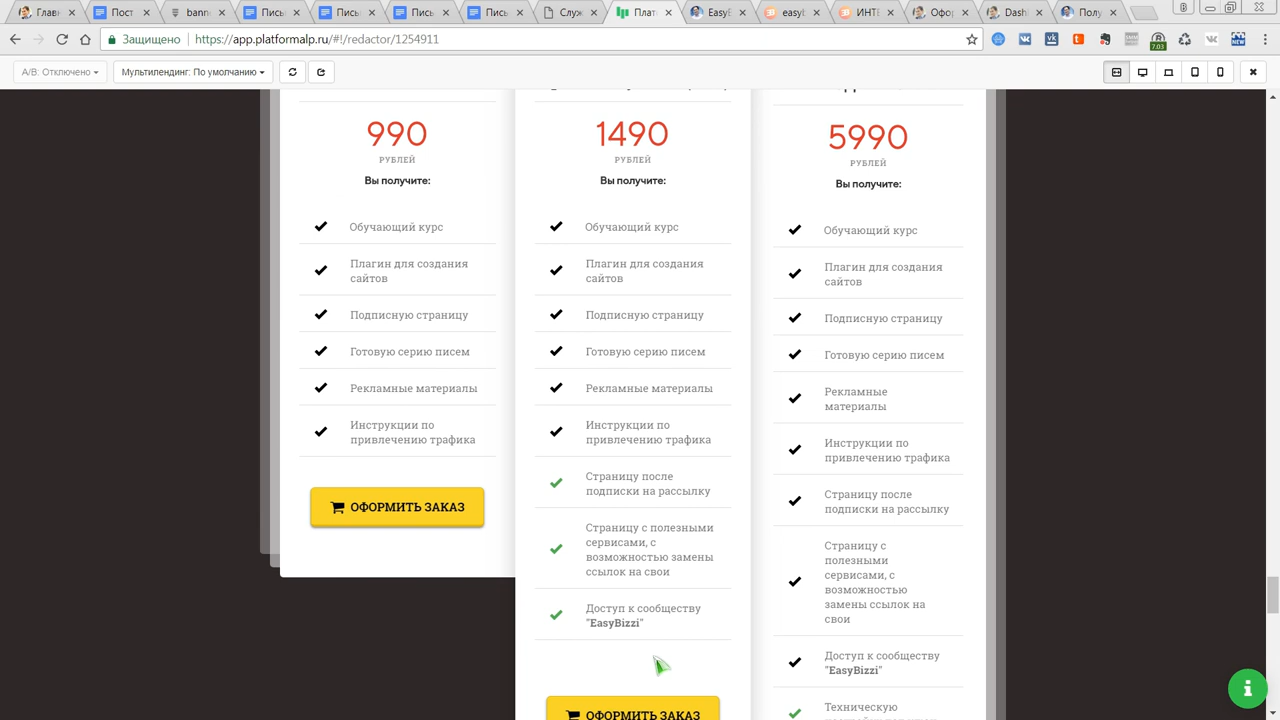 Главн
Пост
bann
Письм
Письм
Письм
Письм
Служ
Платф
EasyB
easy
ИНТЕ
Офор
Dash
Полу
Защищено
https://app.platformalp.ru/#!/redactor/1254911
7.03
NEW
A/B: Отключено
Мультилендинг: По умолчанию
990
РУБЛЕЙ
Вы получите:
Обучающий курс
Плагин для создания
сайтов
Подписную страницу
Готовую серию писем
Рекламные материалы
Инструкции по
привлечению трафика
ОФОРМИТЬ ЗАКАЗ
1490
РУБЛЕЙ
Вы получите:
Обучающий курс
Плагин для создания
сайтов
Подписную страницу
Готовую серию писем
Рекламные материалы
Инструкции по
привлечению трафика
Страницу после
подписки на рассылку
Страницу с полезными
сервисами, с
возможностью замены
ссылок на свои
Доступ к сообществу
"EasyBizzi"
ОФОРМИТЬ ЗАКАЗ
5990
РУБЛЕЙ
Вы получите:
Обучающий курс
Плагин для создания
сайтов
Подписную страницу
Готовую серию писем
Рекламные
материалы
Инструкции по
привлечению трафика
Страницу после
подписки на рассылку
Страницу с
полезными
сервисами, с
возможностью
замены ссылок на
свои
Доступ к сообществу
"EasyBizzi"
Техническую